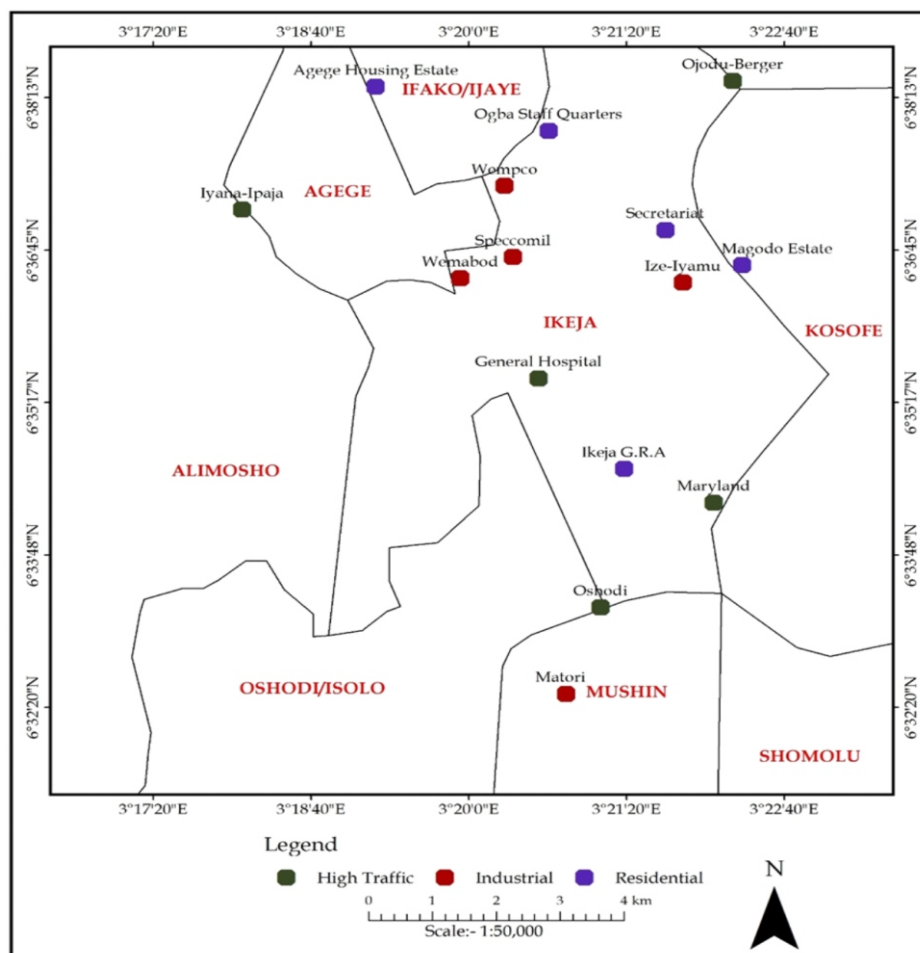 3°17'20"E 3°18'40"E 3°20'0"E 3°21'20"E 3°22'40"E
6°38'13"N
6°36'45"N
6°35'17"N
6°33'48"N
6°32'20"N
Ojodu-Berger
Agege Housing Estate
IFAKO/IJAYE
Ogba Staff Quarters
Wempco
AGEGE
Iyana-Ipaja
Secretariat
Speccomil
Magodo Estate
Wemabod
Ize-Iyamu
IKEJA
KOSOFE
General Hospital
Ikeja G.R.A
ALIMOSHO
Maryland
Oshodi
Matori
OSHODI/ISOLO
MUSHIN
SHOMOLU
6°38'13"N
6°36'45"N
6°35'17"N
6°33'48"N
6°32'20"N
3°17'20"E 3°18'40"E 3°20'0"E 3°21'20"E 3°22'40"E
Legend
High Traffic Industrial Residential
0 1 2 3 4 km
Scale:- 1:50,000
N